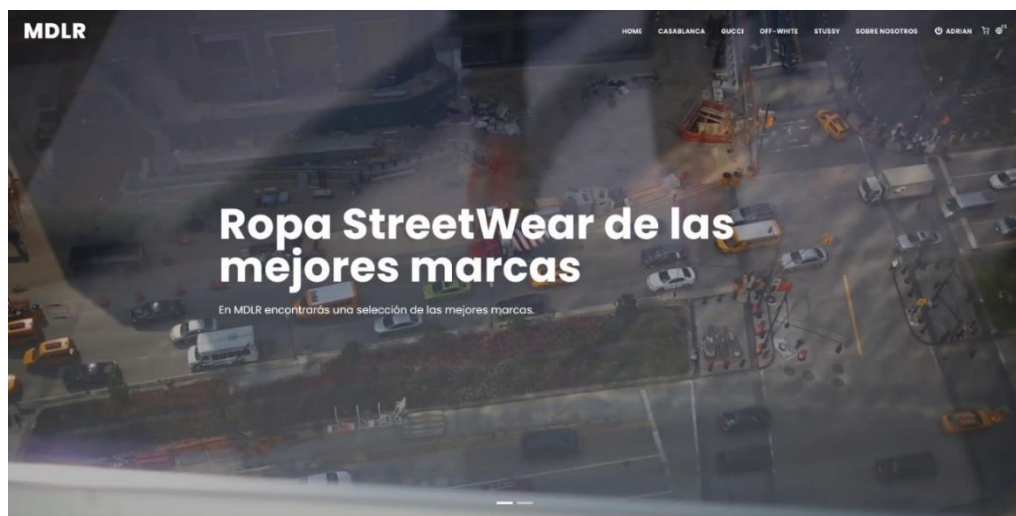 MDLR
HOME CASABLANCA GUCCI OFF-WHITE STUSSY SOBRE NOSOTROS ADRIAN ES
Ropa StreetWear de las
mejores marcas
En MDLR encontrarás una selección de las mejores marcas.